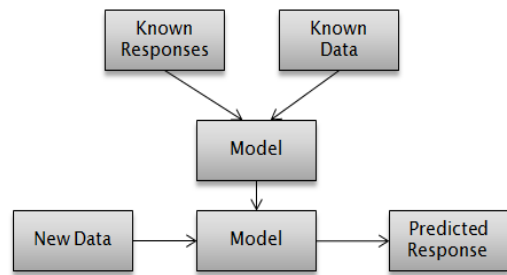 Known
Responses
Known
Data
Model
New Data
Model
Predicted
Response